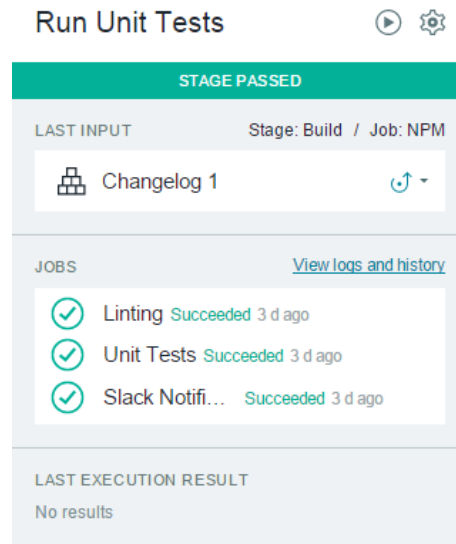 Run Unit Tests
STAGE PASSED
LAST INPUT Stage: Build / Job: NPM
Changelog 1
JOBS View logs and history
Linting Succeeded 3 d ago
Unit Tests Succeeded 3 d ago
Slack Notifi... Succeeded 3 d ago
LAST EXECUTION RESULT
No results